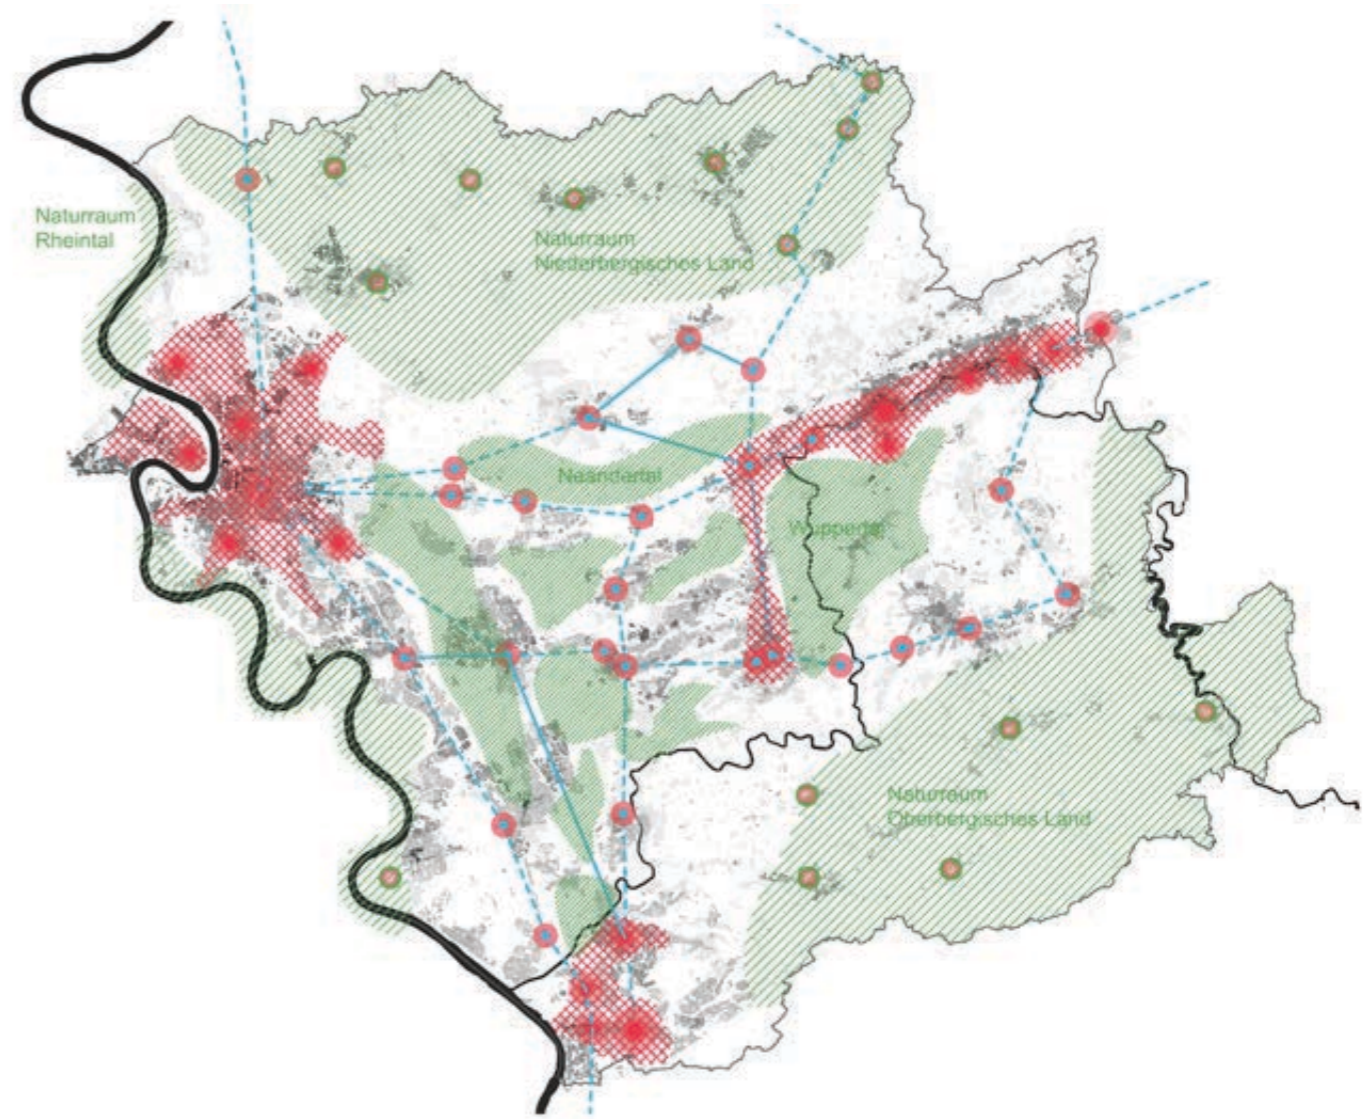 Naturraum
Rheintal
Naturraum
Niederbergisches Land
Neandertal
Wuppertal
Naturraum
Oberbergisches Land